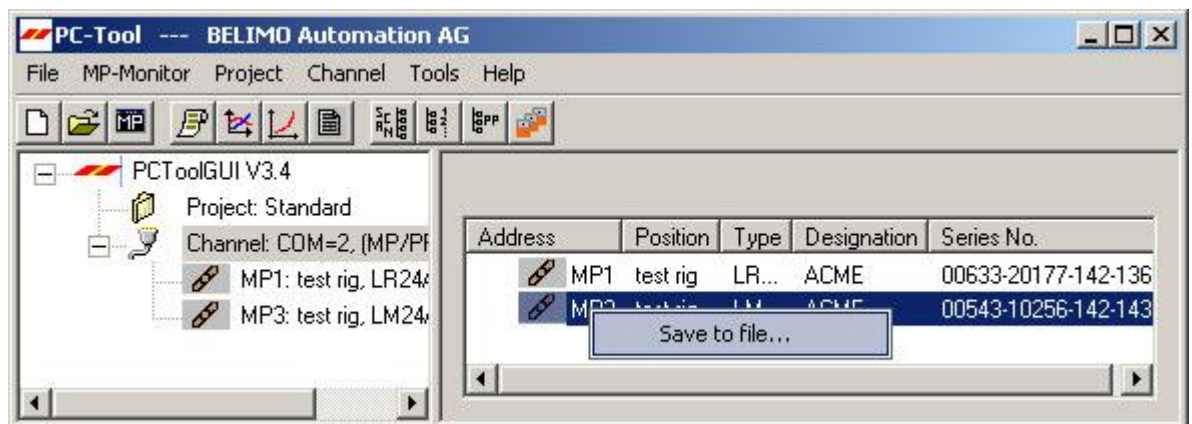 PC-Tool --- BELIMO Automation AG
File MP-Monitor Project Channel Tools Help
MP
PCToolGUI V3.4
Project: Standard
Channel: COM=2, (MP/
MP1: test rig, LR24
MP3: test rig, LM24
Address Position Type Designation Series No.
MP1 test rig LR... ACME 00633-20177-142-136
00543-10256-142-143
Save to file...